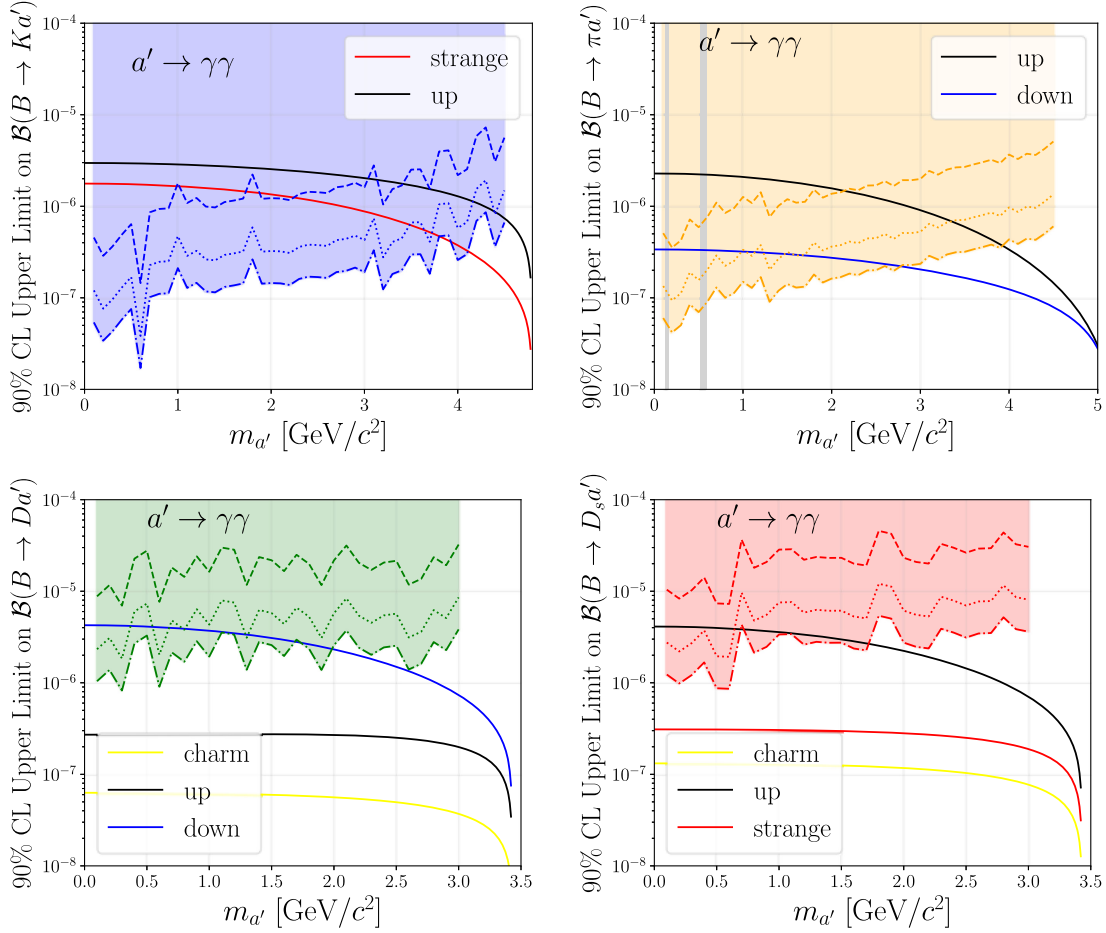 90% CL Upper Limit on 𝓑(B → Ka′)
10⁻⁴
10⁻⁵
10⁻⁶
10⁻⁷
10⁻⁸
a′ → γγ
strange
up
0 1 2 3 4
m_{a′} [GeV/c²]
90% CL Upper Limit on 𝓑(B → πa′)
10⁻⁴
10⁻⁵
10⁻⁶
10⁻⁷
10⁻⁸
a′ → γγ
up
down
0 1 2 3 4 5
m_{a′} [GeV/c²]
90% CL Upper Limit on 𝓑(B → Da′)
10⁻⁴
10⁻⁵
10⁻⁶
10⁻⁷
10⁻⁸
a′ → γγ
charm
up
down
0.0 0.5 1.0 1.5 2.0 2.5 3.0 3.5
m_{a′} [GeV/c²]
90% CL Upper Limit on 𝓑(B → D_s a′)
10⁻⁴
10⁻⁵
10⁻⁶
10⁻⁷
10⁻⁸
a′ → γγ
charm
up
strange
0.0 0.5 1.0 1.5 2.0 2.5 3.0 3.5
m_{a′} [GeV/c²]